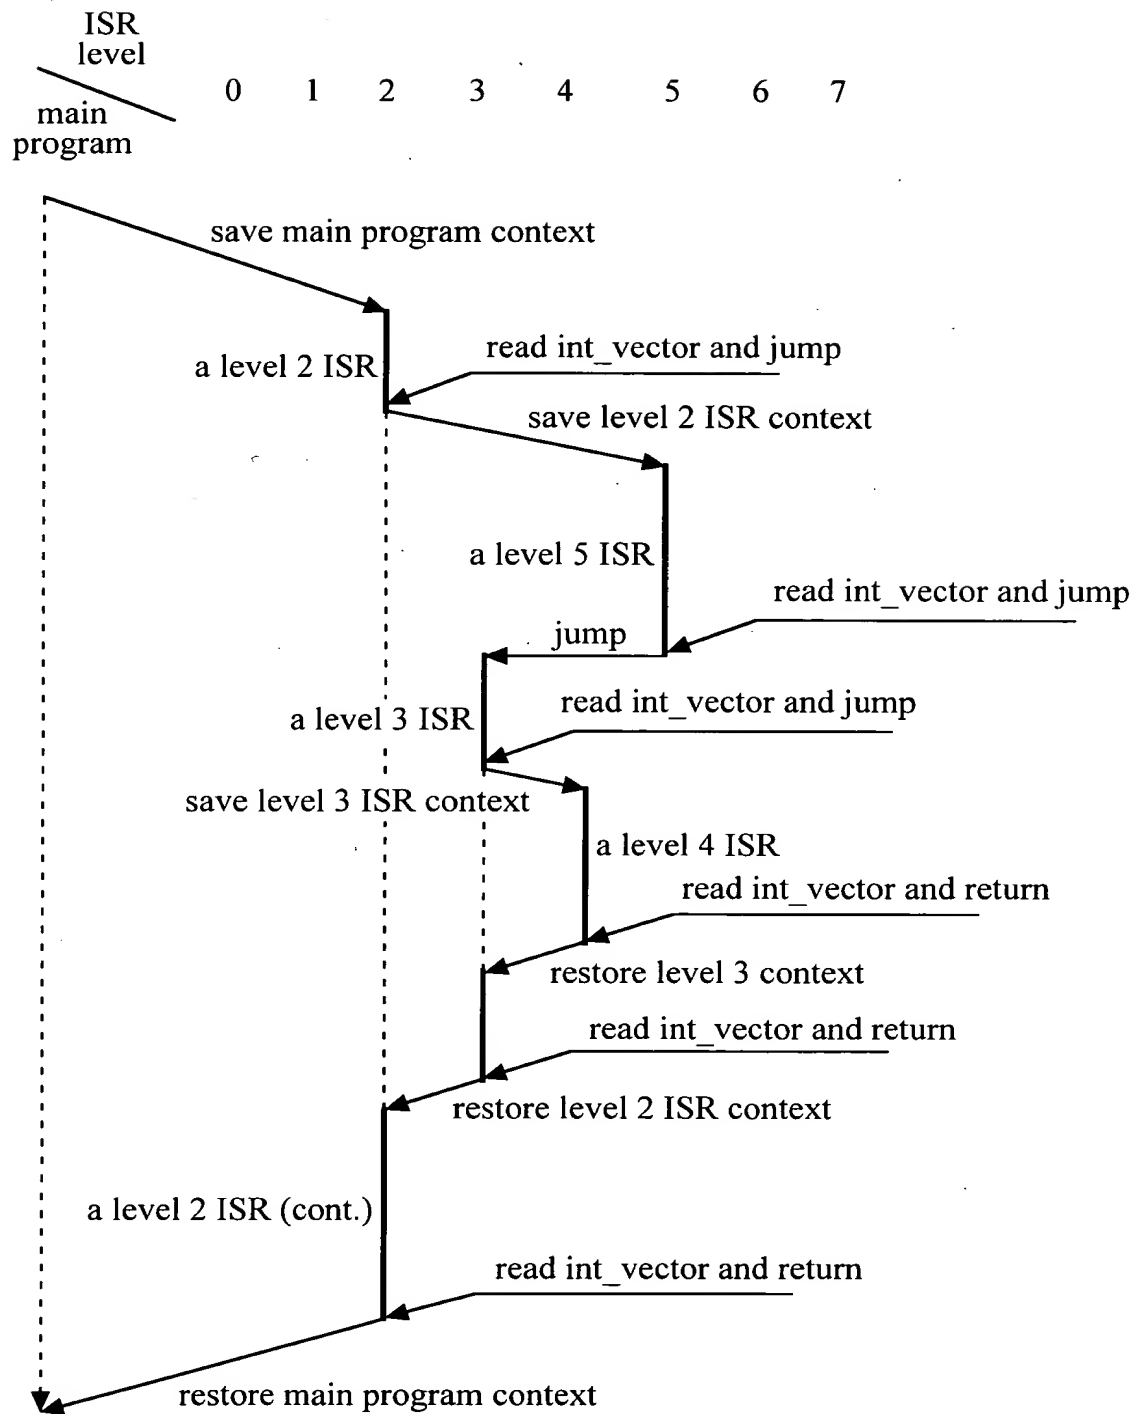 ISR
level
0 1 2 3 4 5 6 7
main
program
save main program context
read int_vector and jump
a level 2 ISR
save level 2 ISR context
a level 5 ISR
read int_vector and jump
jump
read int_vector and jump
a level 3 ISR
save level 3 ISR context
a level 4 ISR
read int_vector and return
restore level 3 context
read int_vector and return
restore level 2 ISR context
a level 2 ISR (cont.)
read int_vector and return
restore main program context